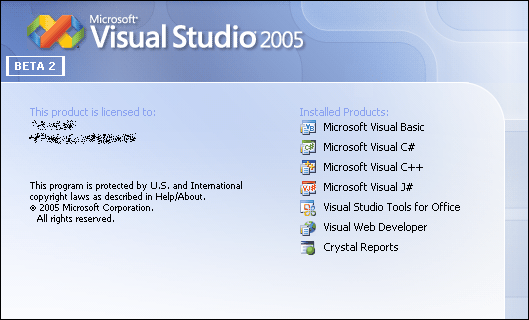 Microsoft®
Visual Studio 2005
BETA 2
This product is licensed to:
This program is protected by U.S. and International
copyright laws as described in Help/About.
© 2005 Microsoft Corporation.
All rights reserved.
Installed Products:
Microsoft Visual Basic
Microsoft Visual C#
Microsoft Visual C++
Microsoft Visual J#
Visual Studio Tools for Office
Visual Web Developer
Crystal Reports